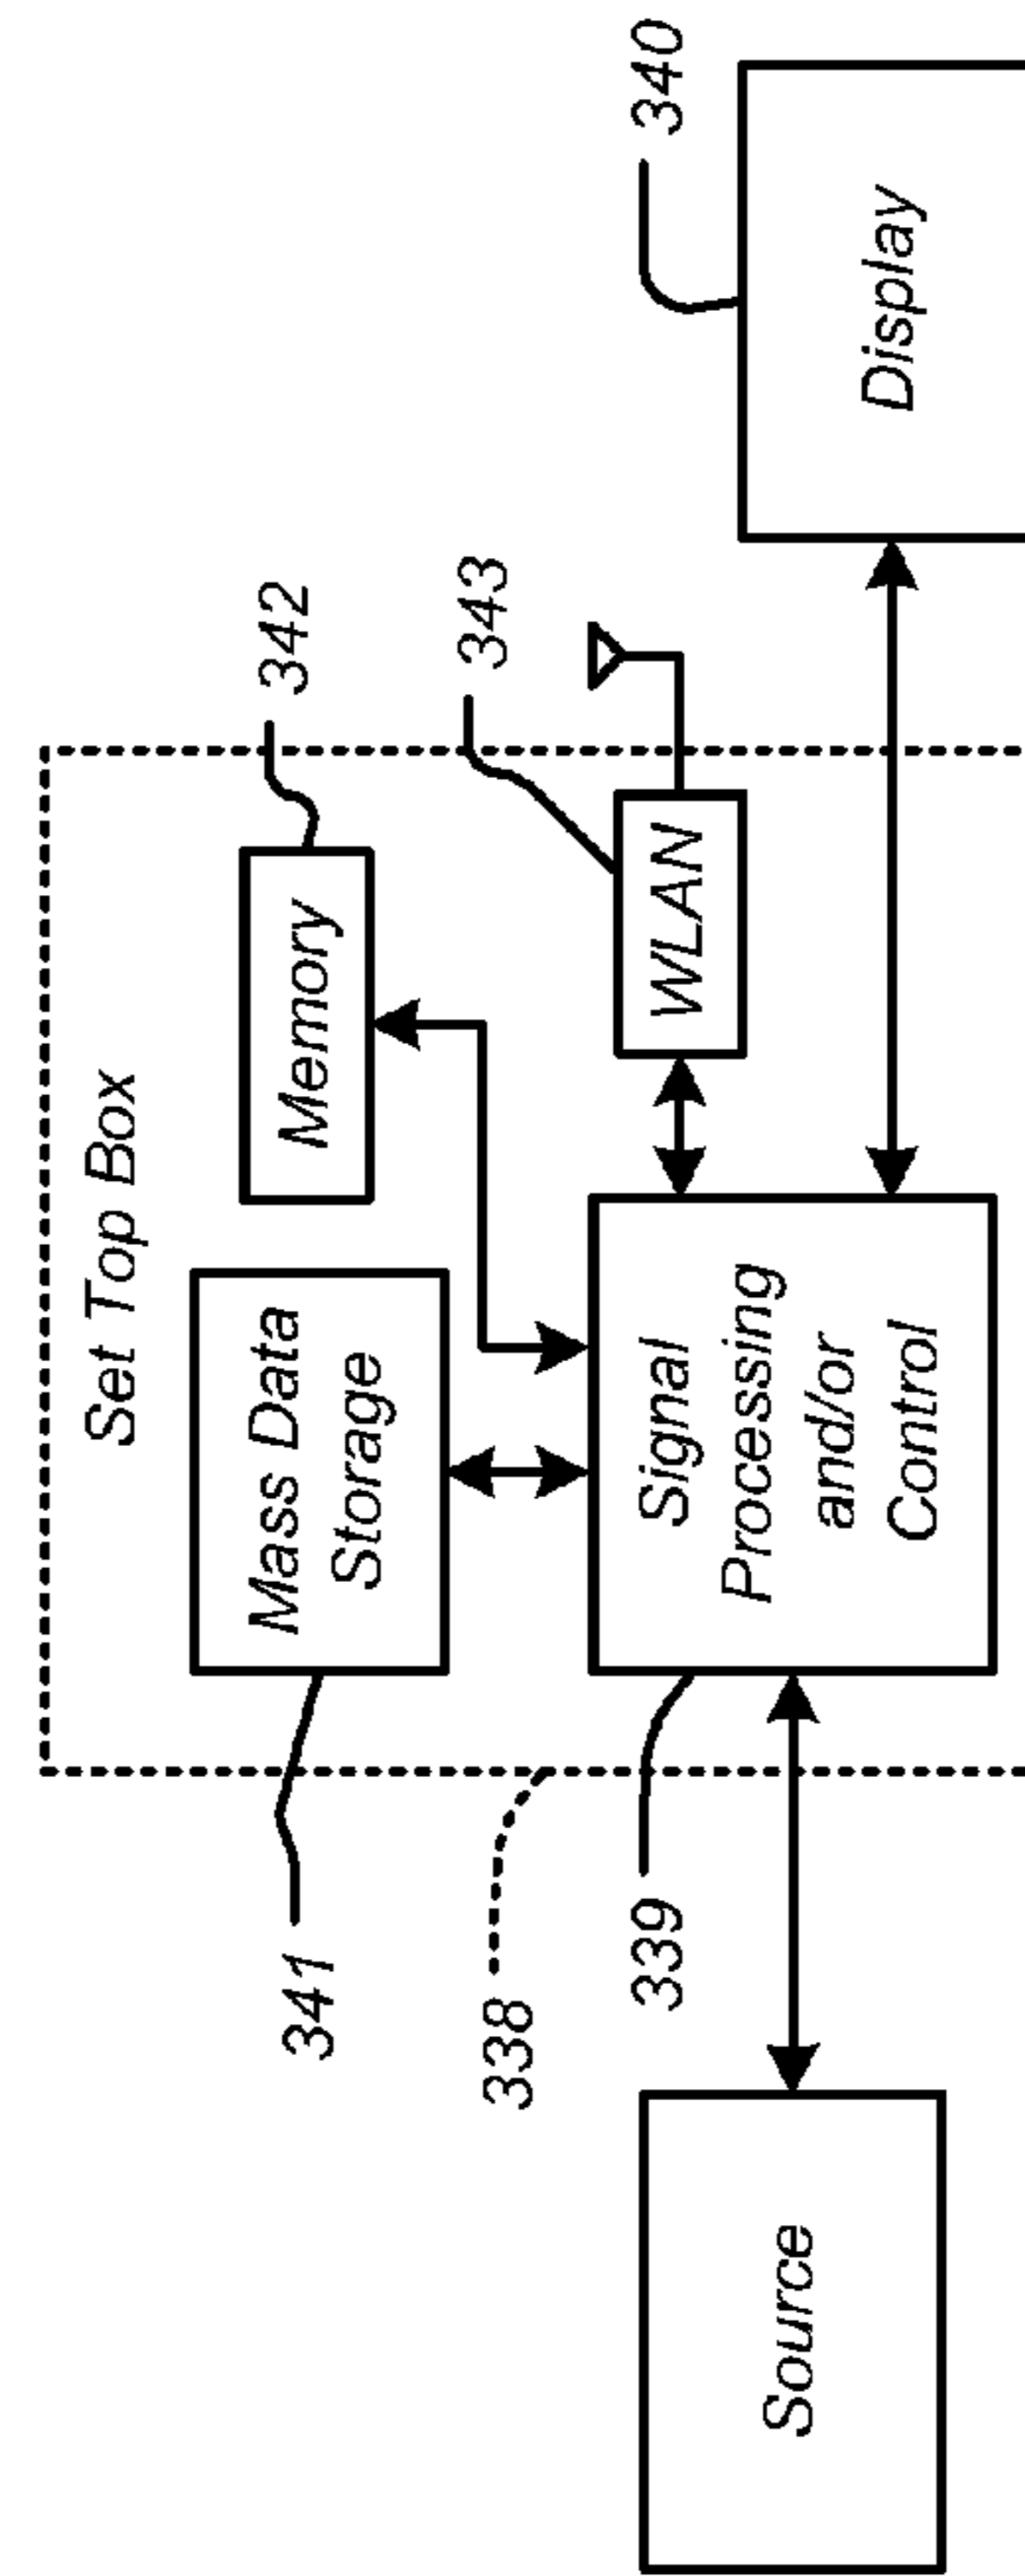 Set Top Box
341
Mass Data
Storage
Memory
342
338
343
339
Signal
Processing
and/or
Control
WLAN
340
Source
Display